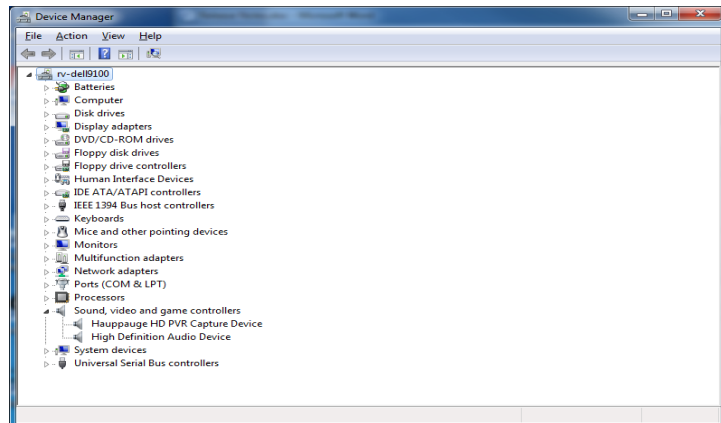 Device Manager
File Action View Help
rv-dell9100
Batteries
Computer
Disk drives
Display adapters
DVD/CD-ROM drives
Floppy disk drives
Floppy drive controllers
Human Interface Devices
IDE ATA/ATAPI controllers
IEEE 1394 Bus host controllers
Keyboards
Mice and other pointing devices
Monitors
Multifunction adapters
Network adapters
Ports (COM & LPT)
Processors
Sound, video and game controllers
Hauppauge HD PVR Capture Device
High Definition Audio Device
System devices
Universal Serial Bus controllers